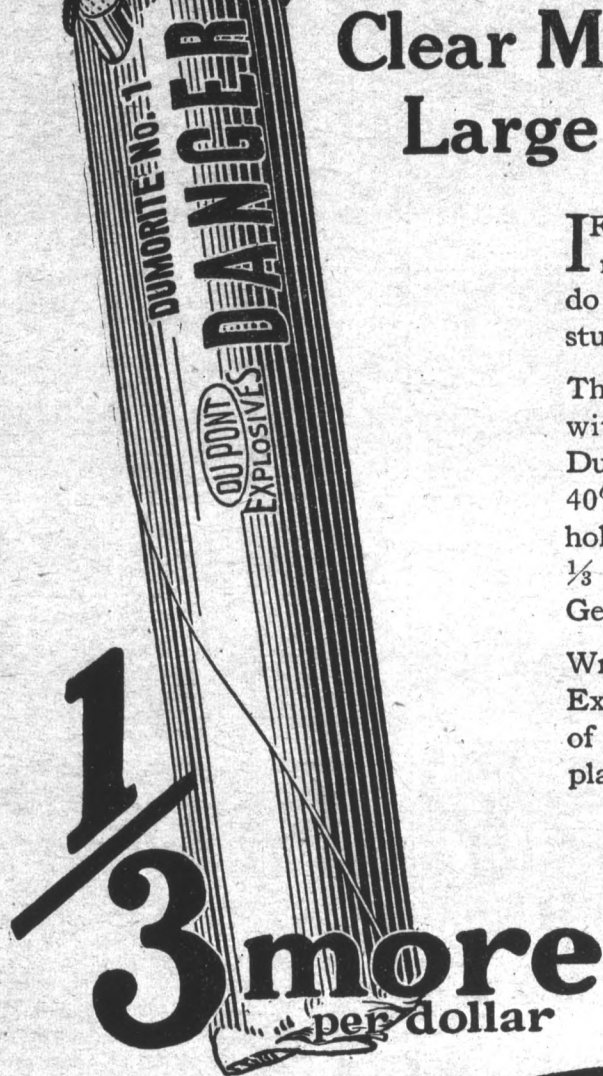 Clear M
Large
DUMORITE-NO. 1
DANGER
DU PONT
EXPLOSIVES
IF
do
stu
Th
wit
Du
40%
hol
⅓
Ge
Wr
Ex
of
pla
1/3 more
per dollar